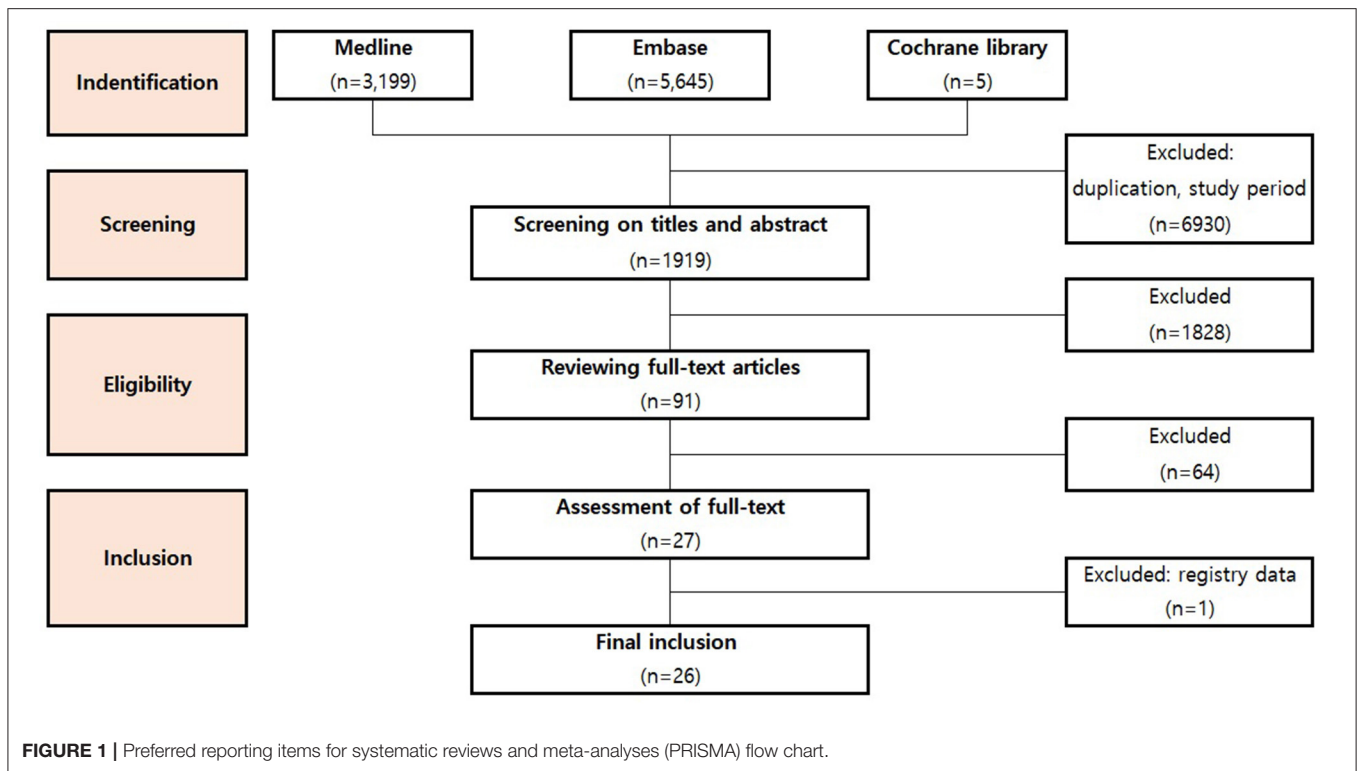 Indentification
Medline
(n=3,199)
Embase
(n=5,645)
Cochrane library
(n=5)
Excluded:
duplication, study period
(n=6930)
Screening
Screening on titles and abstract
(n=1919)
Excluded
(n=1828)
Eligibility
Reviewing full-text articles
(n=91)
Excluded
(n=64)
Inclusion
Assessment of full-text
(n=27)
Excluded: registry data
(n=1)
Final inclusion
(n=26)
FIGURE 1 | Preferred reporting items for systematic reviews and meta-analyses (PRISMA) flow chart.